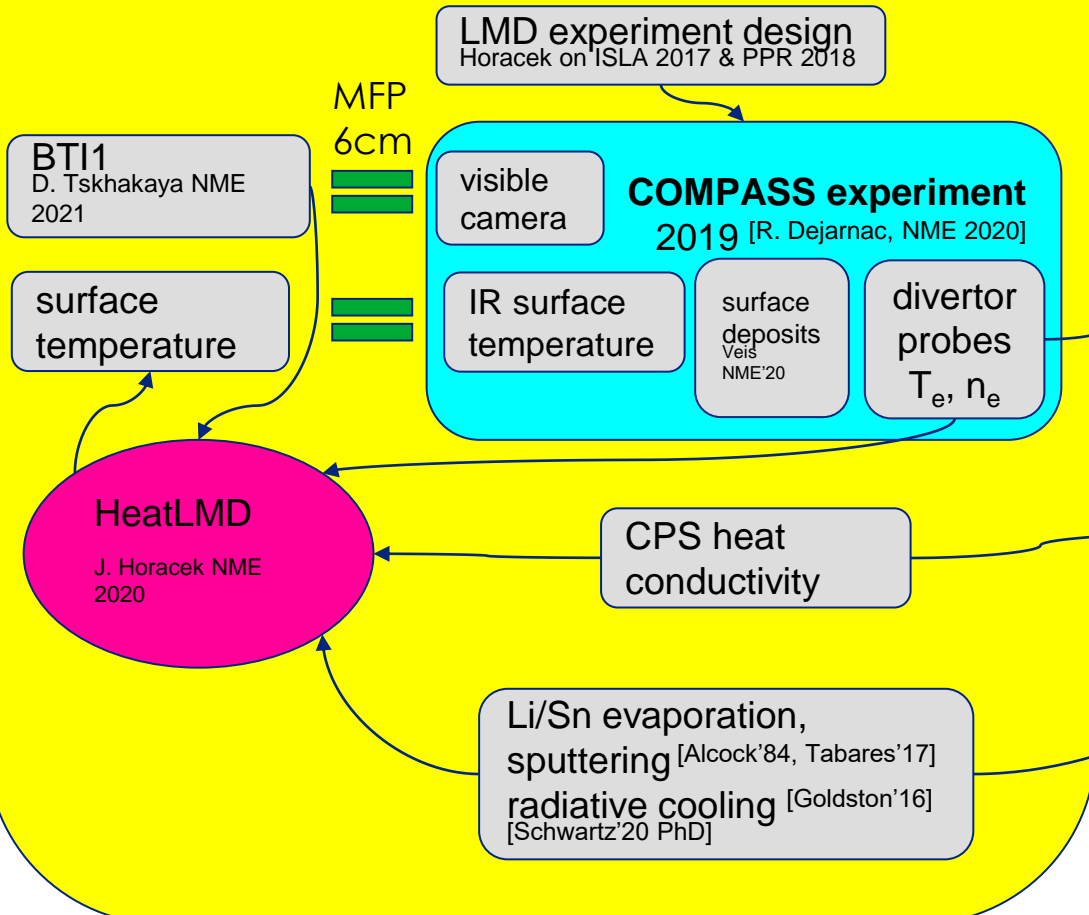 LMD experiment design
Horacek on ISLA 2017 & PPR 2018
MFP
6cm
BTI1
D. Tskhakaya NME
2021
visible
camera
COMPASS experiment
2019 [R. Dejarnac, NME 2020]
surface
temperature
IR surface
temperature
surface
deposits
Veis
NME'20
divertor
probes
Te, ne
HeatLMD
J. Horacek NME
2020
CPS heat
conductivity
Li/Sn evaporation,
sputtering [Alcock'84, Tabares'17]
radiative cooling [Goldston'16]
[Schwartz'20 PhD]